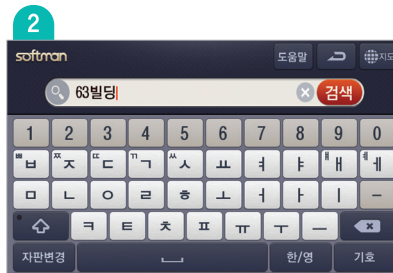 2
softman 도움말 지도
63빌딩 검색
1 2 3 4 5 6 7 8 9 0
ㅃ ㅂ ㅉ ㅈ ㄸ ㄷ ㄲ ㄱ ㅆ ㅅ ㅛ ㅕ ㅑ ㅒ ㅐ ㅖ ㅔ
ㅁ ㄴ ㅇ ㄹ ㅎ ㅗ ㅓ ㅏ ㅣ -
ㅋ ㅌ ㅊ ㅍ ㅠ ㅜ ㅡ
자판변경 한/영 기호